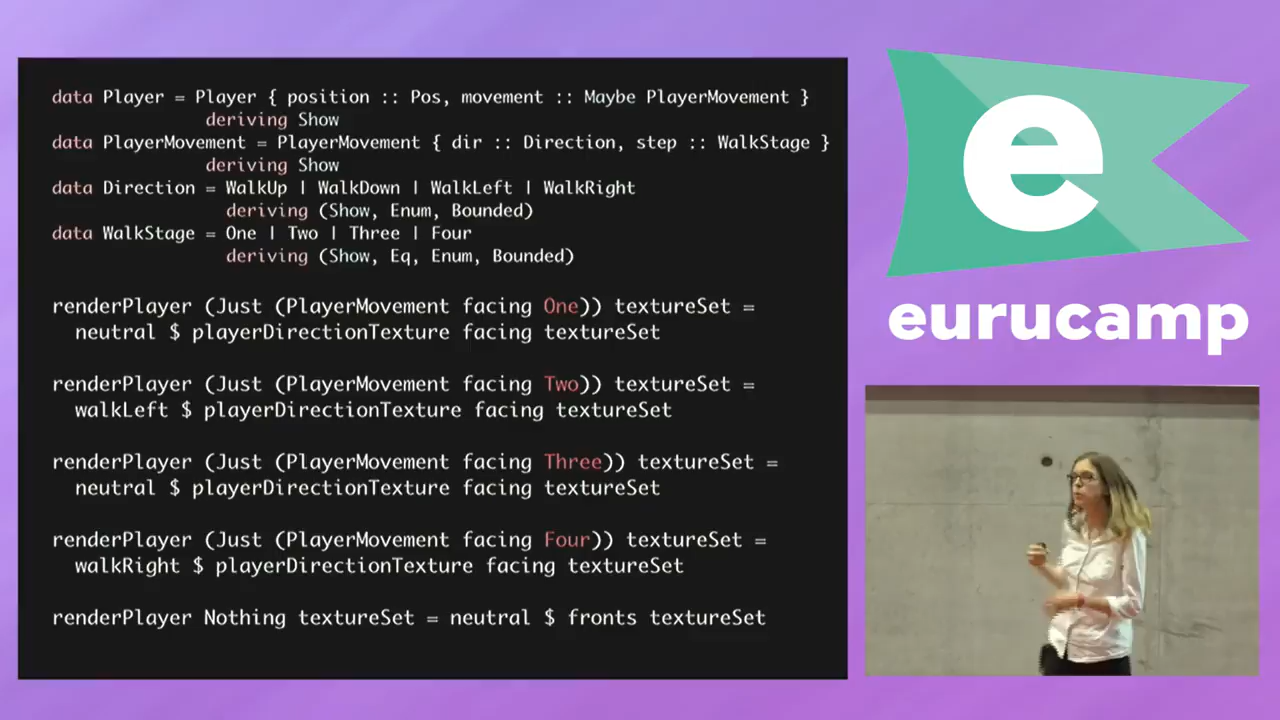 data Player = Player { position :: Pos, movement :: Maybe PlayerMovement }
deriving Show
data PlayerMovement = PlayerMovement { dir :: Direction, step :: WalkStage }
deriving Show
data Direction = WalkUp | WalkDown | WalkLeft | WalkRight
deriving (Show, Enum, Bounded)
data WalkStage = One | Two | Three | Four
deriving (Show, Eq, Enum, Bounded)
renderPlayer (Just (PlayerMovement facing One)) textureSet =
neutral $ playerDirectionTexture facing textureSet
renderPlayer (Just (PlayerMovement facing Two)) textureSet =
walkLeft $ playerDirectionTexture facing textureSet
renderPlayer (Just (PlayerMovement facing Three)) textureSet =
neutral $ playerDirectionTexture facing textureSet
renderPlayer (Just (PlayerMovement facing Four)) textureSet =
walkRight $ playerDirectionTexture facing textureSet
renderPlayer Nothing textureSet = neutral $ fronts textureSet
e
eurucamp